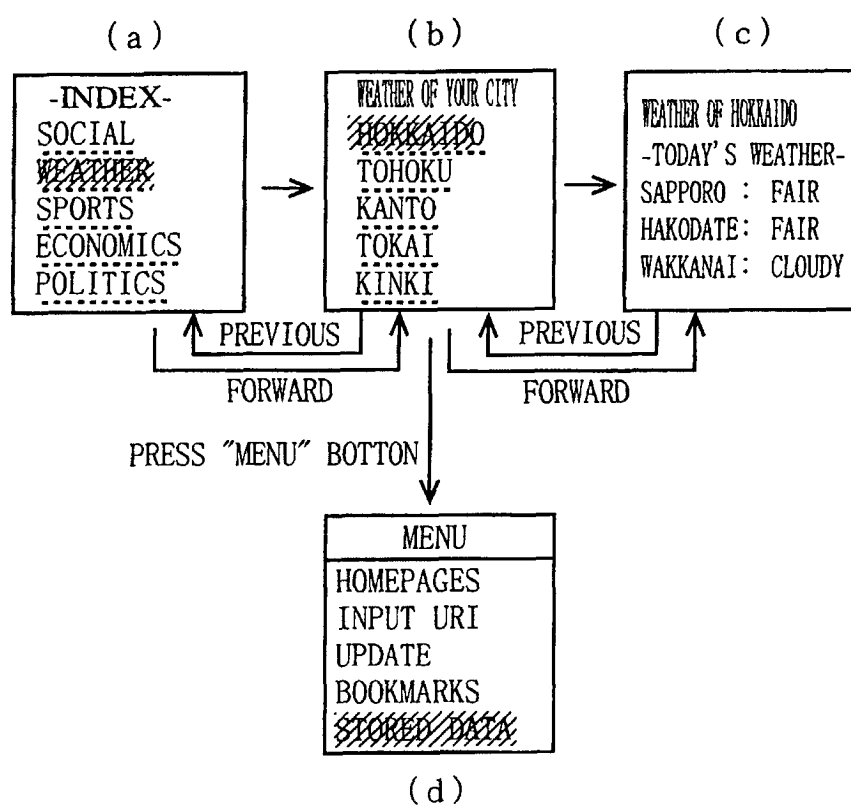 (a)
-INDEX-
SOCIAL
WEATHER
SPORTS
ECONOMICS
POLITICS
(b)
WEATHER OF YOUR CITY
HOKKAIDO
TOHOKU
KANTO
TOKAI
KINKI
(c)
WEATHER OF HOKKAIDO
-TODAY'S WEATHER-
SAPPORO : FAIR
HAKODATE: FAIR
WAKKANAI: CLOUDY
PREVIOUS
FORWARD
PREVIOUS
FORWARD
PRESS "MENU" BOTTON
MENU
HOMEPAGES
INPUT URI
UPDATE
BOOKMARKS
STORED DATA
(d)